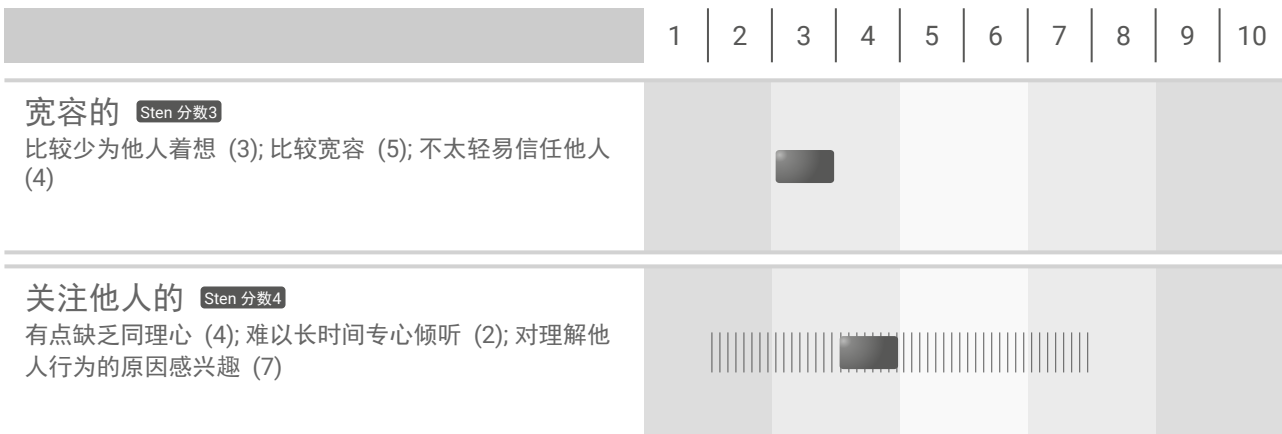 1 2 3 4 5 6 7 8 9 10
宽容的 Sten 分数3
比较少为他人着想 (3); 比较宽容 (5); 不太轻易信任他人
(4)
关注他人的 Sten 分数4
有点缺乏同理心 (4); 难以长时间专心倾听 (2); 对理解他
人行为的原因感兴趣 (7)